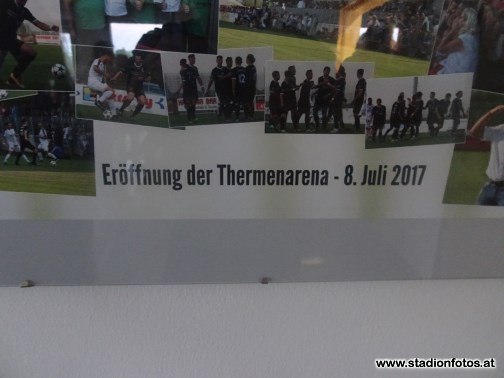 Eröffnung der Thermenarena - 8. Juli 2017
www.stadionfotos.at